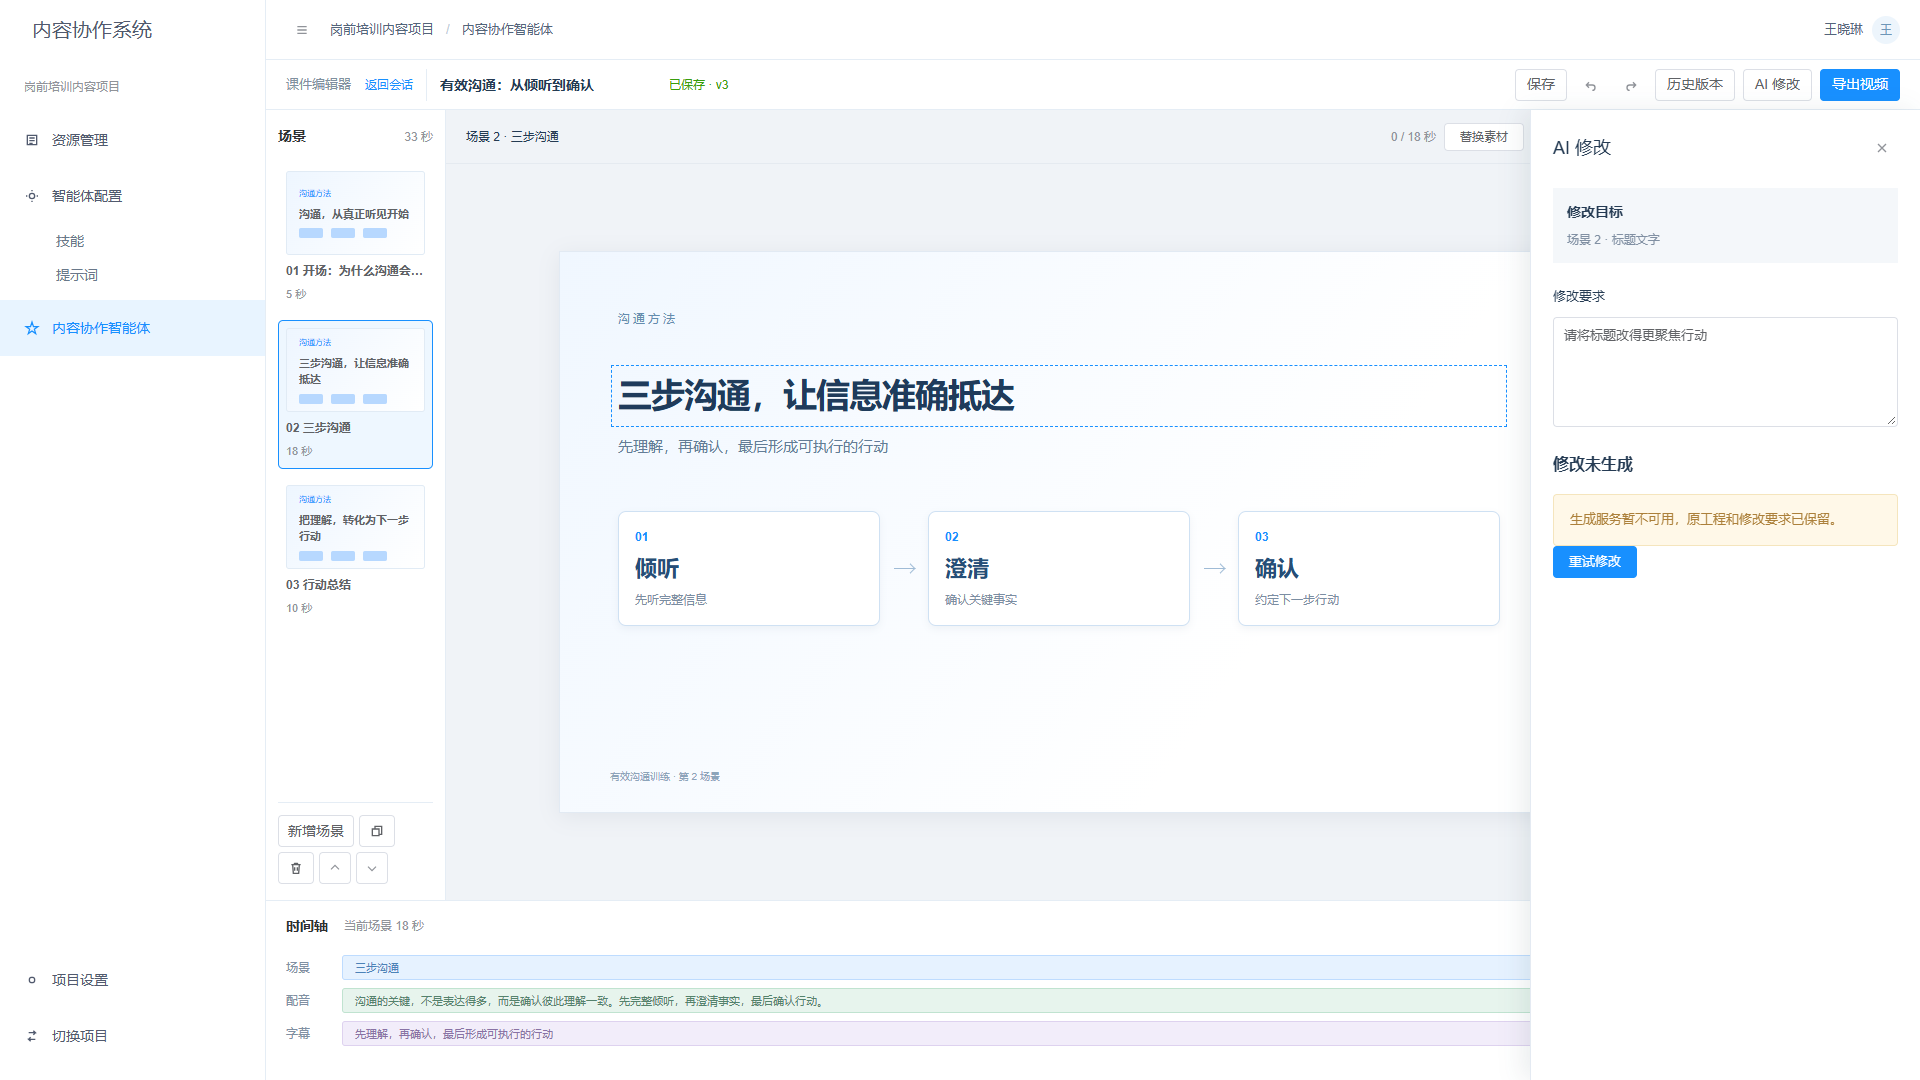 内容协作系统
岗前培训内容项目
资源管理
智能体配置
技能
提示词
内容协作智能体
项目设置
切换项目
岗前培训内容项目 / 内容协作智能体
王晓琳 王
课件编辑器 返回会话 有效沟通：从倾听到确认 已保存 · v3
保存 历史版本 AI 修改 导出视频
场景 33 秒
沟通方法
沟通，从真正听见开始
01 开场：为什么沟通会...
5 秒
沟通方法
三步沟通，让信息准确
抵达
02 三步沟通
18 秒
沟通方法
把理解，转化为下一步
行动
03 行动总结
10 秒
新增场景
场景 2 · 三步沟通 0 / 18 秒 替换素材
沟通方法
三步沟通，让信息准确抵达
先理解，再确认，最后形成可执行的行动
01
倾听
先听完整信息
02
澄清
确认关键事实
03
确认
约定下一步行动
有效沟通训练 · 第 2 场景
时间轴 当前场景 18 秒
场景 三步沟通
配音 沟通的关键，不是表达得多，而是确认彼此理解一致。先完整倾听，再澄清事实，最后确认行动。
字幕 先理解，再确认，最后形成可执行的行动
AI 修改
修改目标
场景 2 · 标题文字
修改要求
请将标题改得更聚焦行动
修改未生成
生成服务暂不可用，原工程和修改要求已保留。
重试修改